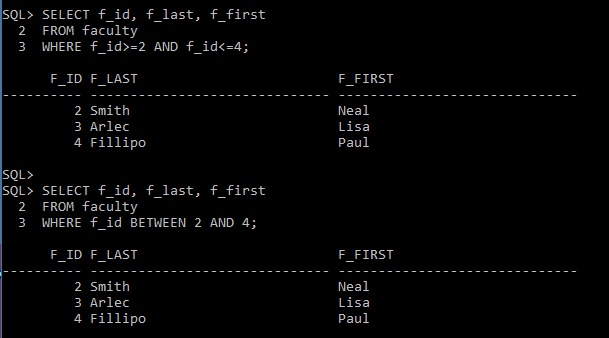 SQL> SELECT f_id, f_last, f_first
  2  FROM faculty
  3  WHERE f_id>=2 AND f_id<=4;
      F_ID F_LAST                         F_FIRST
---------- ------------------------------ ------------------------------
         2 Smith                          Neal
         3 Arlec                          Lisa
         4 Fillipo                        Paul
SQL>
SQL> SELECT f_id, f_last, f_first
  2  FROM faculty
  3  WHERE f_id BETWEEN 2 AND 4;
      F_ID F_LAST                         F_FIRST
---------- ------------------------------ ------------------------------
         2 Smith                          Neal
         3 Arlec                          Lisa
         4 Fillipo                        Paul